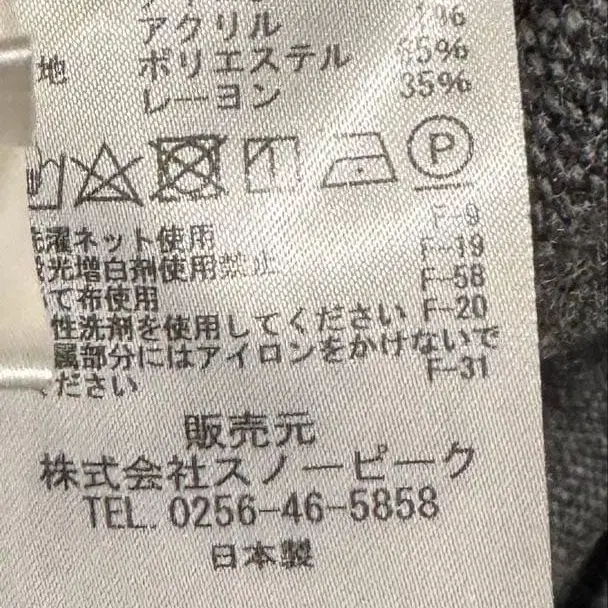 アクリル
地 ポリエステル 65%
レーヨン 35%
P
F-9
濯ネット使用 F-19
光増白剤使用禁止 F-58
て布使用 F-20
性洗剤を使用してください
属部分にはアイロンをかけないで F-31
ください
販売元
株式会社スノーピーク
TEL. 0256-46-5858
日本製